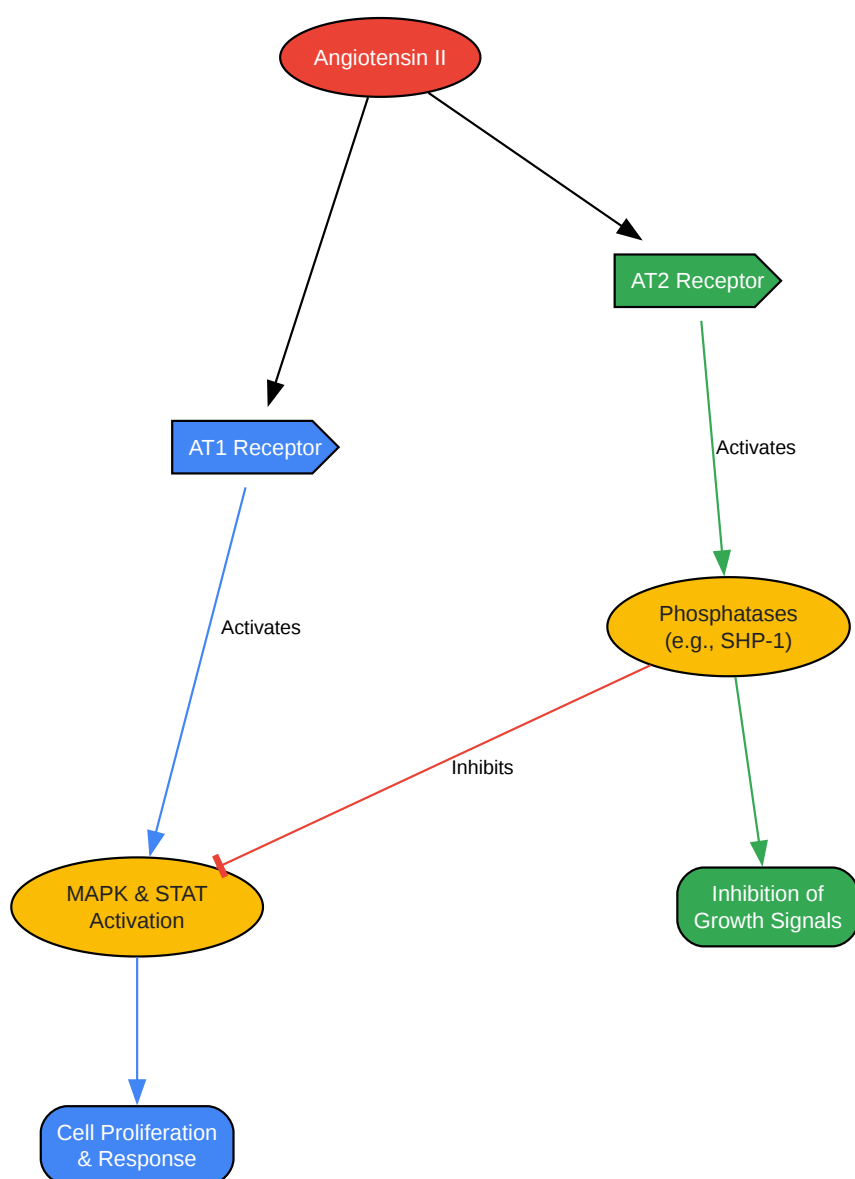 Angiotensin II
AT2 Receptor
AT1 Receptor
Activates
Activates
Phosphatases
(e.g., SHP-1)
Inhibits
MAPK & STAT
Activation
Inhibition of
Growth Signals
Cell Proliferation
& Response